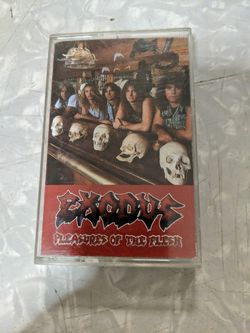 EXODUS
PLEASURES OF THE FLESH